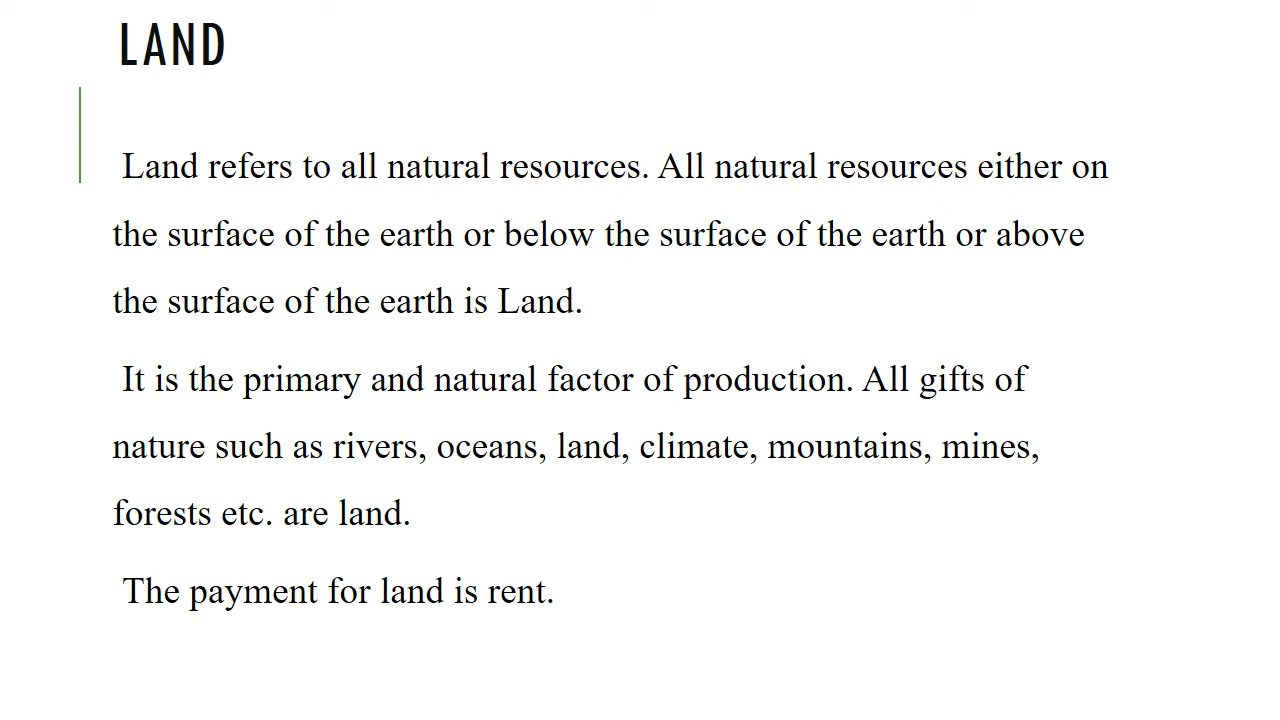 LAND
Land refers to all natural resources. All natural resources either on
the surface of the earth or below the surface of the earth or above
the surface of the earth is Land.
It is the primary and natural factor of production. All gifts of
nature such as rivers, oceans, land, climate, mountains, mines,
forests etc. are land.
The payment for land is rent.